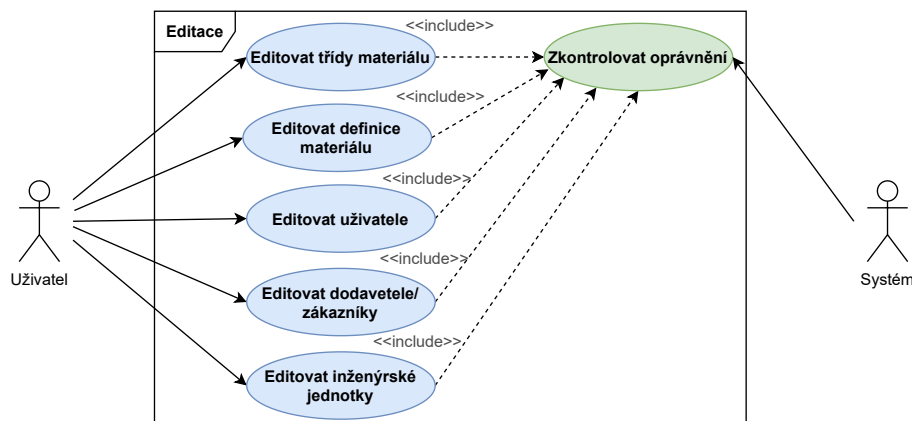 Editace
<<include>>
Editovat třídy materiálu
Zkontrolovat oprávnění
<<include>>
Editovat definice
materiálu
<<include>>
Editovat uživatele
Uživatel
Systém
<<include>>
Editovat dodavetele/
zákazníky
<<include>>
Editovat inženýrské
jednotky